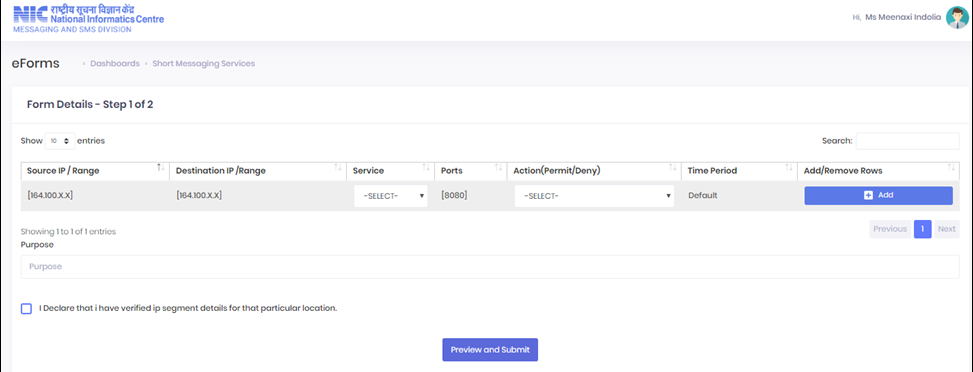 NIC राष्ट्रीय सूचना विज्ञान केंद्र
National Informatics Centre
MESSAGING AND SMS DIVISION
Hi, Ms Meenaxi Indolia
eForms • Dashboards • Short Messaging Services
Form Details - Step 1 of 2
Show 10 entries Search:
Source IP / Range Destination IP /Range Service Ports Action(Permit/Deny) Time Period Add/Remove Rows
[164.100.X.X] [164.100.X.X] -SELECT- [8080] -SELECT- Default Add
Showing 1 to 1 of 1 entries Previous 1 Next
Purpose
Purpose
I Declare that i have verified ip segment details for that particular location.
Preview and Submit